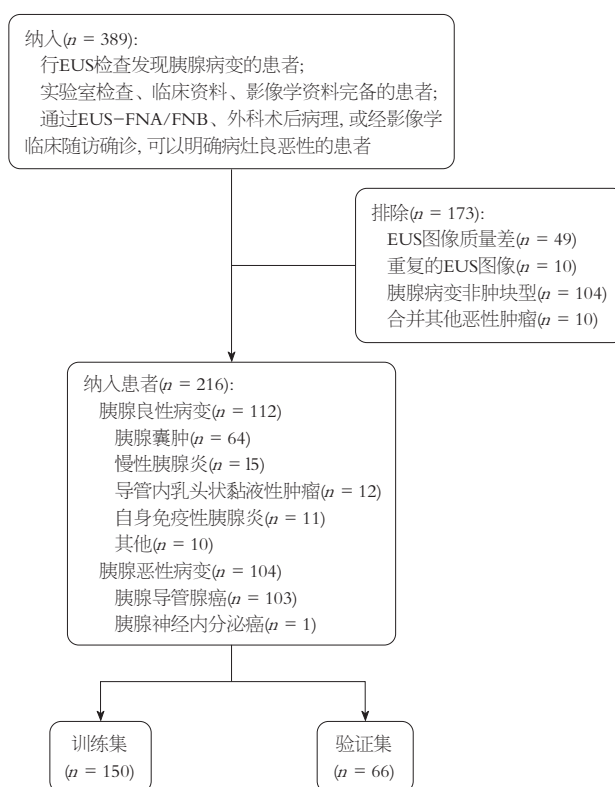 纳入(n = 389):
行EUS检查发现胰腺病变的患者;
实验室检查、临床资料、影像学资料完备的患者;
通过EUS-FNA/FNB、外科术后病理, 或经影像学
临床随访确诊, 可以明确病灶良恶性的患者
排除(n = 173):
EUS图像质量差(n = 49)
重复的EUS图像(n = 10)
胰腺病变非肿块型(n = 104)
合并其他恶性肿瘤(n = 10)
纳入患者(n = 216):
胰腺良性病变(n = 112)
胰腺囊肿(n = 64)
慢性胰腺炎(n = 15)
导管内乳头状黏液性肿瘤(n = 12)
自身免疫性胰腺炎(n = 11)
其他(n = 10)
胰腺恶性病变(n = 104)
胰腺导管腺癌(n = 103)
胰腺神经内分泌癌(n = 1)
训练集
(n = 150)
验证集
(n = 66)